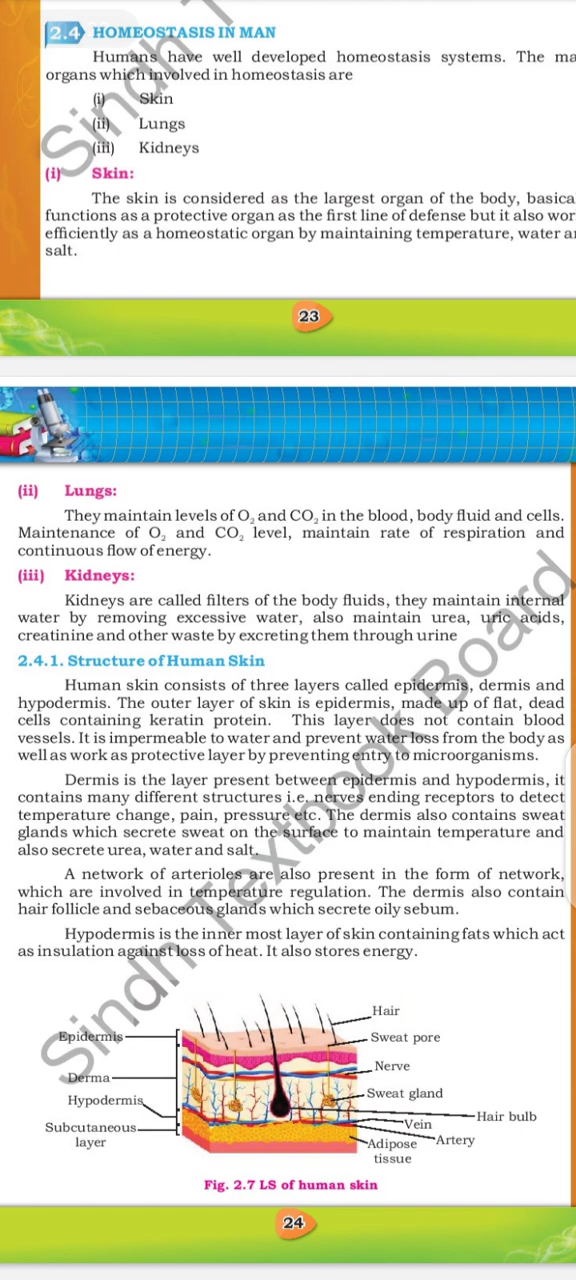 2.4 HOMEOSTASIS IN MAN
Humans have well developed homeostasis systems. The ma
organs which involved in homeostasis are
(i) Skin
(ii) Lungs
(iii) Kidneys
(i) Skin:
The skin is considered as the largest organ of the body, basica
functions as a protective organ as the first line of defense but it also wor
efficiently as a homeostatic organ by maintaining temperature, water a
salt.
23
(ii) Lungs:
They maintain levels of O₂ and CO₂ in the blood, body fluid and cells.
Maintenance of O₂ and CO₂ level, maintain rate of respiration and
continuous flow of energy.
(iii) Kidneys:
Kidneys are called filters of the body fluids, they maintain internal
water by removing excessive water, also maintain urea, uric acids,
creatinine and other waste by excreting them through urine
2.4.1. Structure of Human Skin
Human skin consists of three layers called epidermis, dermis and
hypodermis. The outer layer of skin is epidermis, made up of flat, dead
cells containing keratin protein. This layer does not contain blood
vessels. It is impermeable to water and prevent water loss from the body as
well as work as protective layer by preventing entry to microorganisms.
Dermis is the layer present between epidermis and hypodermis, it
contains many different structures i.e. nerves ending receptors to detect
temperature change, pain, pressure etc. The dermis also contains sweat
glands which secrete sweat on the surface to maintain temperature and
also secrete urea, water and salt.
A network of arterioles are also present in the form of network,
which are involved in temperature regulation. The dermis also contain
hair follicle and sebaceous glands which secrete oily sebum.
Hypodermis is the inner most layer of skin containing fats which act
as insulation against loss of heat. It also stores energy.
Hair
Epidermis
Sweat pore
Nerve
Derma
Sweat gland
Hypodermis
Hair bulb
Vein
Subcutaneous
layer
Artery
Adipose
tissue
Fig. 2.7 LS of human skin
24
Sindh T
Sindh Textbook Board